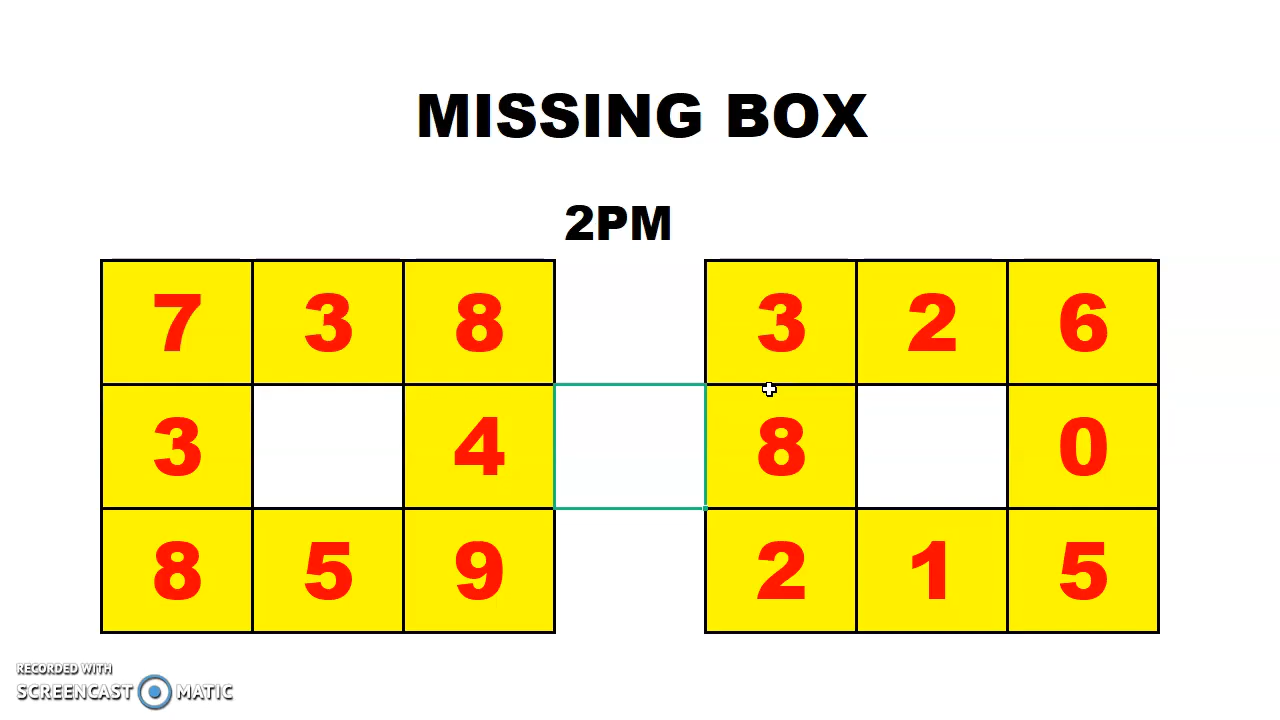 MISSING BOX
2PM
7 3 8 3 2 6
3 4 8 0
8 5 9 2 1 5
RECORDED WITH
SCREENCAST MATIC